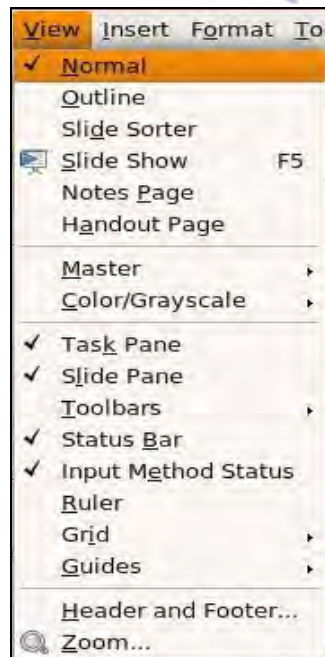 View Insert Format To
Normal
Outline
Slide Sorter
Slide Show F5
Notes Page
Handout Page
Master
Color/Grayscale
Task Pane
Slide Pane
Toolbars
Status Bar
Input Method Status
Ruler
Grid
Guides
Header and Footer...
Zoom...